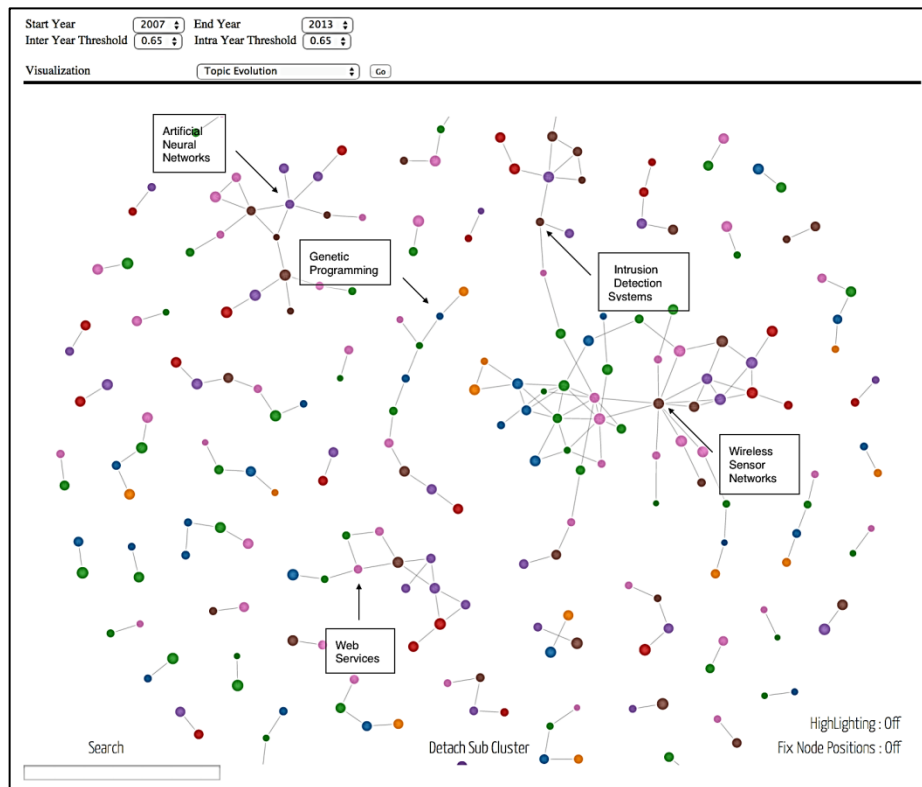 Start Year 2007 End Year 2013
Inter Year Threshold 0.65 Intra Year Threshold 0.65
Visualization Topic Evolution Go
Artificial
Neural
Networks
Genetic
Programming
Intrusion
Detection
Systems
Wireless
Sensor
Networks
Web
Services
HighLighting : Off
Search Detach Sub Cluster Fix Node Positions : Off